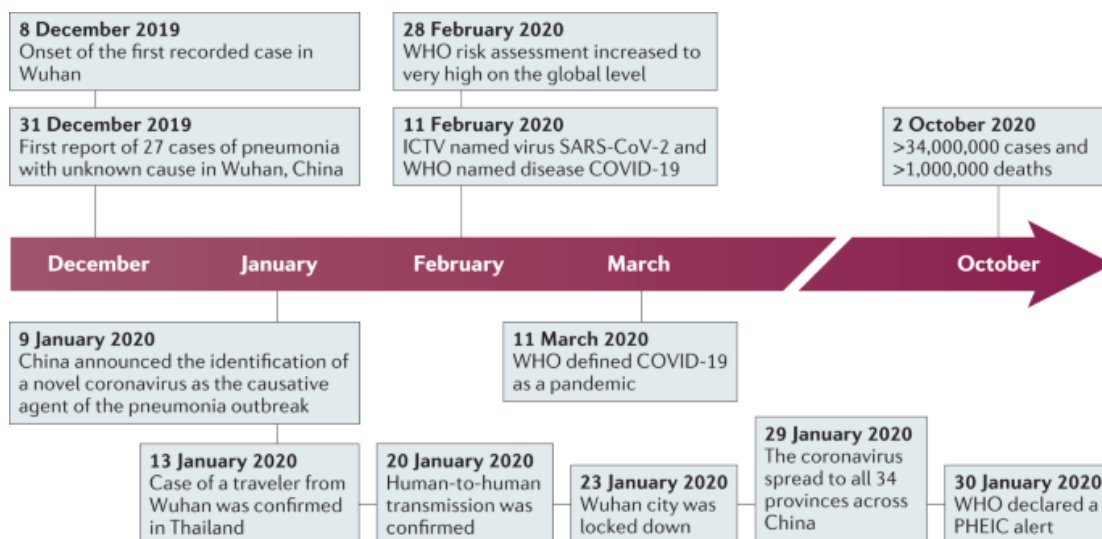 8 December 2019
Onset of the first recorded case in
Wuhan
31 December 2019
First report of 27 cases of pneumonia
with unknown cause in Wuhan, China
28 February 2020
WHO risk assessment increased to
very high on the global level
11 February 2020
ICTV named virus SARS-CoV-2 and
WHO named disease COVID-19
2 October 2020
>34,000,000 cases and
>1,000,000 deaths
December
January
February
March
October
9 January 2020
China announced the identification of
a novel coronavirus as the causative
agent of the pneumonia outbreak
11 March 2020
WHO defined COVID-19
as a pandemic
13 January 2020
Case of a traveler from
Wuhan was confirmed
in Thailand
20 January 2020
Human-to-human
transmission was
confirmed
23 January 2020
Wuhan city was
locked down
29 January 2020
The coronavirus
spread to all 34
provinces across
China
30 January 2020
WHO declared a
PHEIC alert